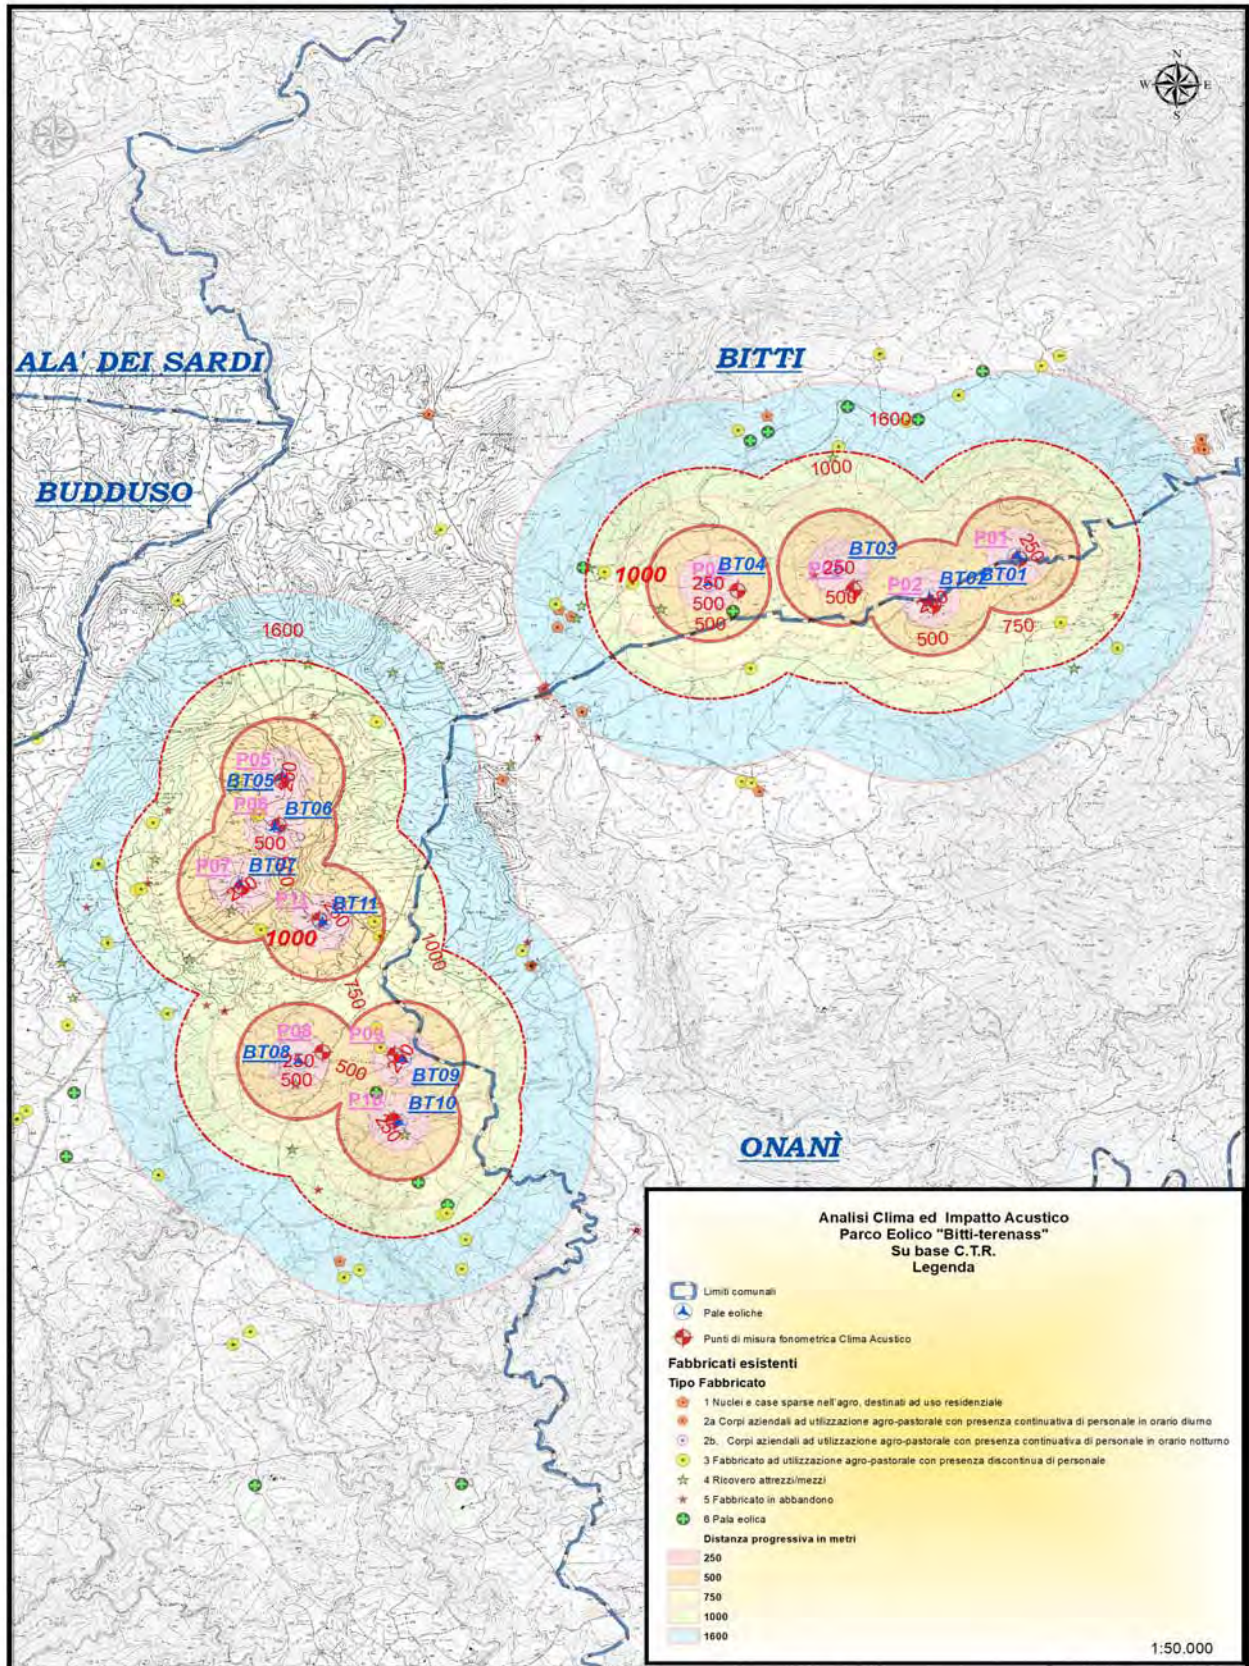 N
W E
S
ALA' DEI SARDI
BITTI
BUDDUSO
1600
1000
P01
250
BT03
BT04
250
1000
250
500
500
500
P02
BT02
BT01
500
750
1600
P05
BT05
P06
BT06
500
P07
BT07
BT11
1000
1000
750
P08
P09
BT08
250
500
500
BT09
BT10
250
ONANÌ
Analisi Clima ed Impatto Acustico
Parco Eolico "Bitti-terenass"
Su base C.T.R.
Legenda
Limiti comunali
Pale eoliche
Punti di misura fonometrica Clima Acustico
Fabbricati esistenti
Tipo Fabbricato
1 Nuclei e case sparse nell'agro, destinati ad uso residenziale
2a Corpi aziendali ad utilizzazione agro-pastorale con presenza continuativa di personale in orario diurno
2b. Corpi aziendali ad utilizzazione agro-pastorale con presenza continuativa di personale in orario notturno
3 Fabbricato ad utilizzazione agro-pastorale con presenza discontinua di personale
4 Ricovero attrezzi/mezzi
5 Fabbricato in abbandono
6 Pala eolica
Distanza progressiva in metri
250
500
750
1000
1600
1:50.000